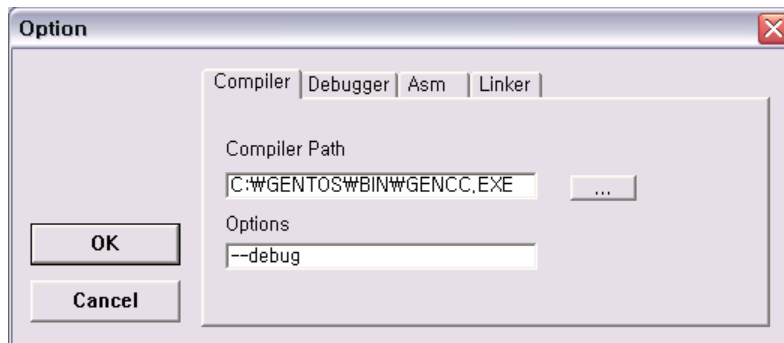 Option
Compiler Debugger Asm Linker
Compiler Path
C:₩GENTOS₩BIN₩GENCC.EXE
...
Options
--debug
OK
Cancel